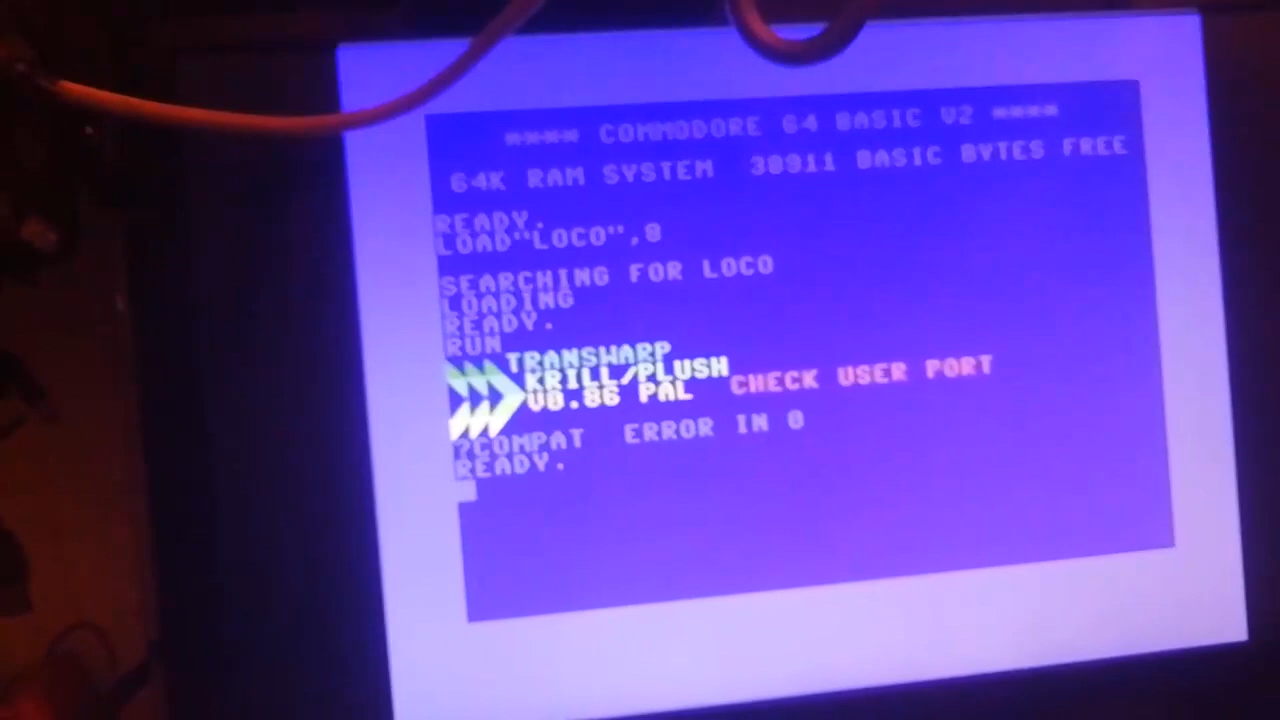 **** COMMODORE 64 BASIC V2 ****
64K RAM SYSTEM 38911 BASIC BYTES FREE
READY.
LOAD"LOCO",8
SEARCHING FOR LOCO
LOADING
READY.
RUN
TRANSWARP
KRILL/PLUSH
V0.86 PAL CHECK USER PORT
?COMPAT ERROR IN 0
READY.